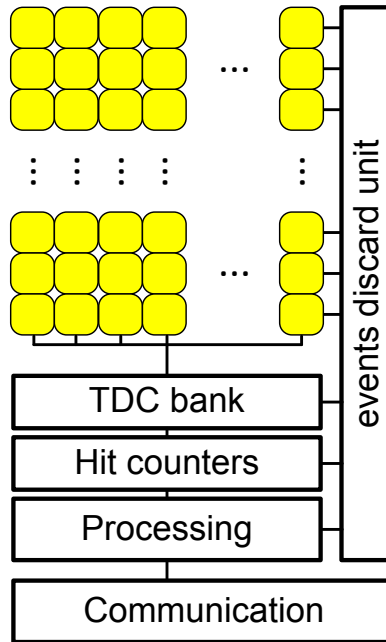 events discard unit
TDC bank
Hit counters
Processing
Communication